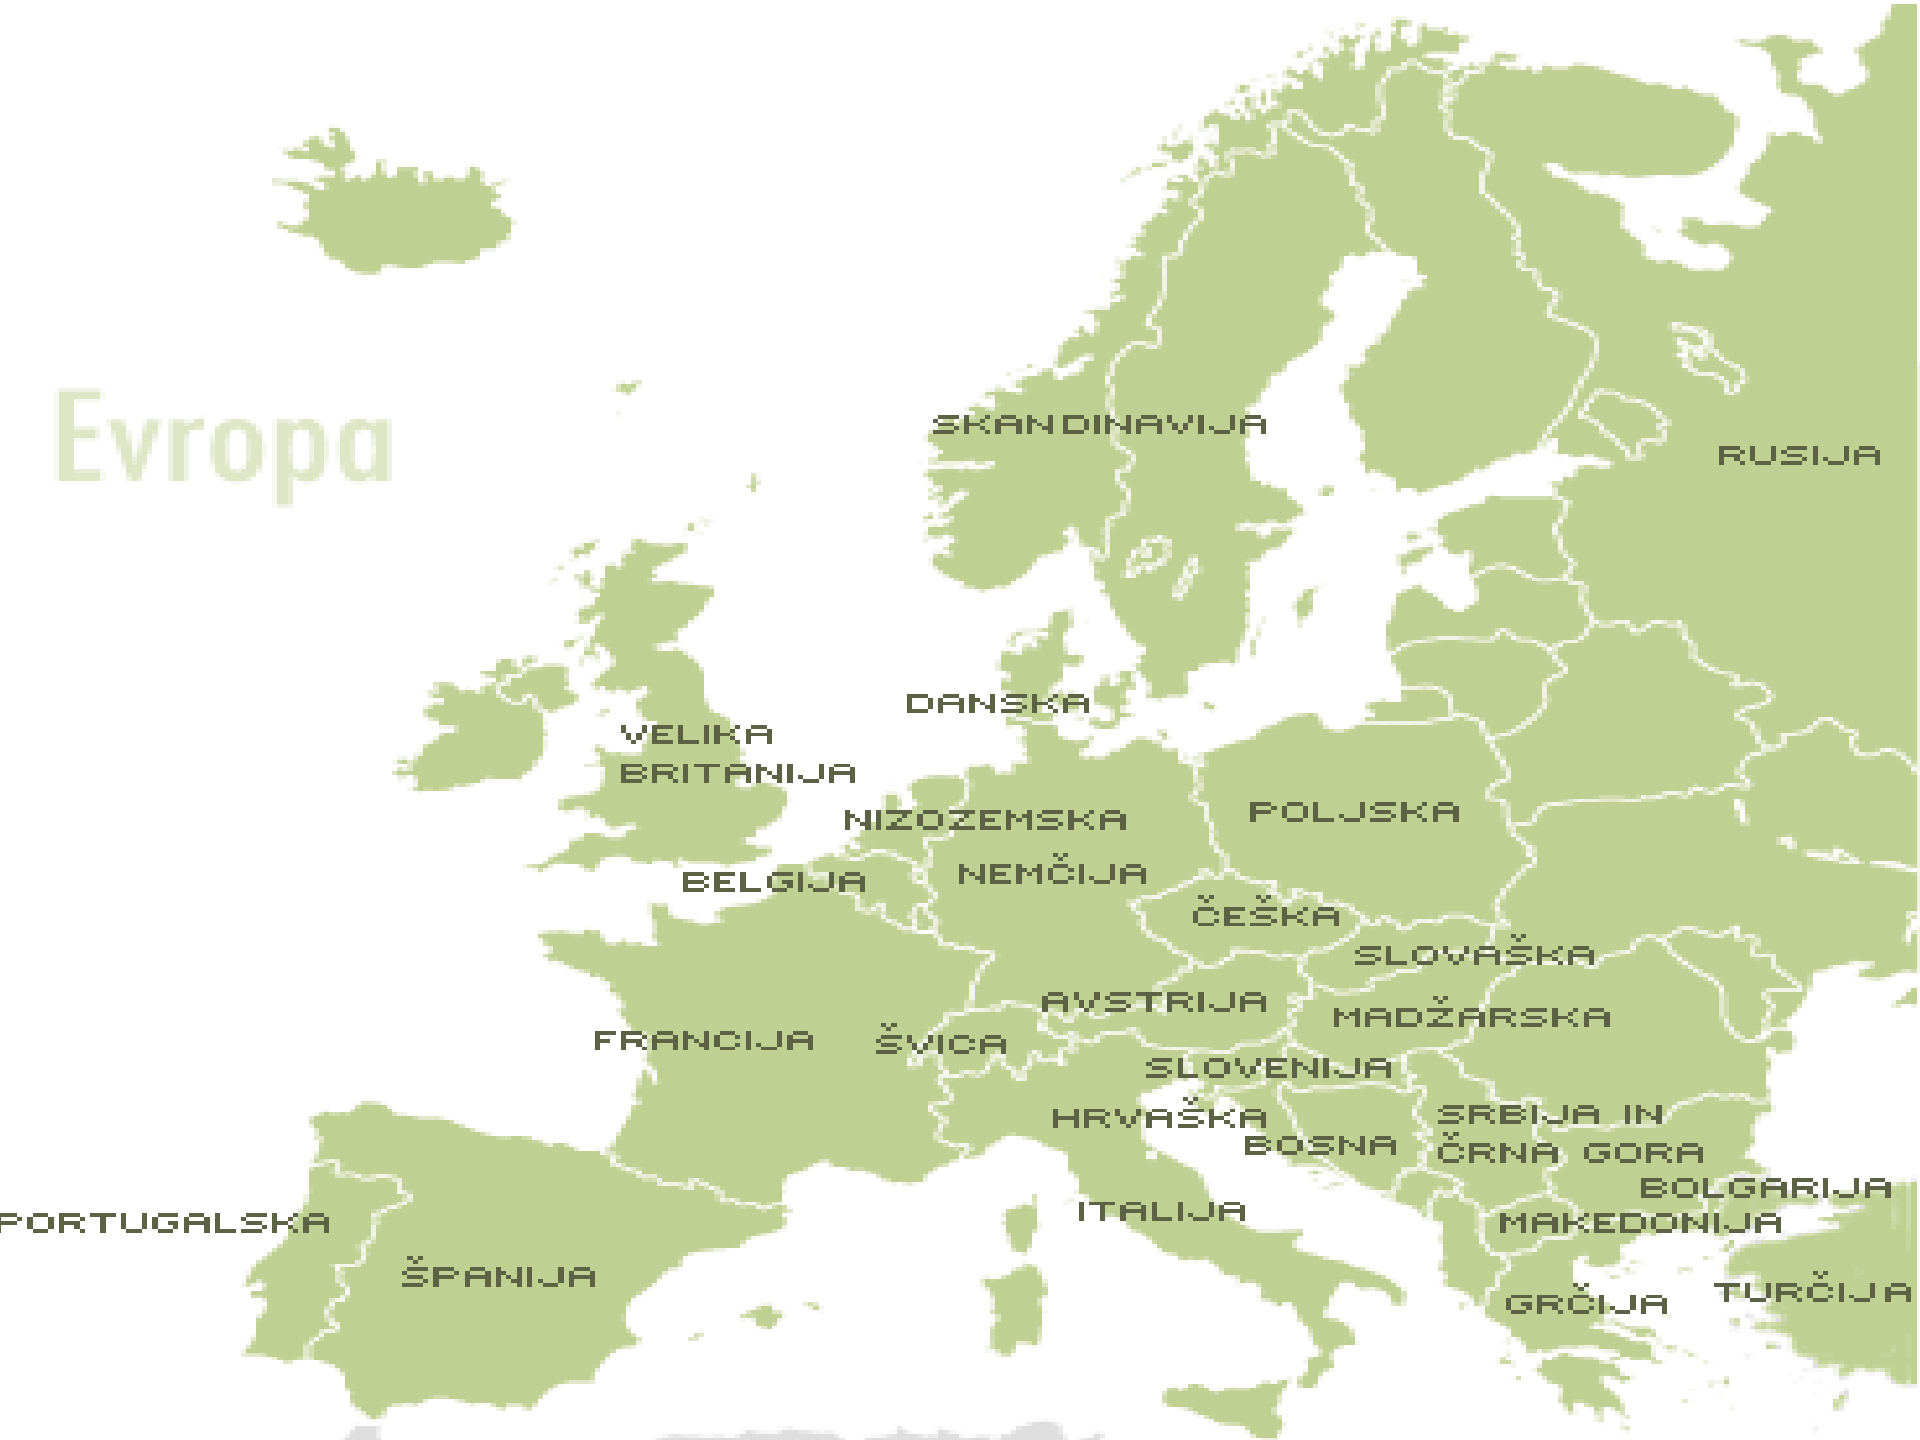 Evropa
SKANDINAVIJA
RUSIJA
DANSKA
VELIKA
BRITANIJA
NIZOZEMSKA
POLJSKA
BELGIJA
NEMČIJA
ČEŠKA
SLOVAŠKA
AVSTRIJA
MADŽARSKA
FRANCIJA
ŠVICA
SLOVENIJA
HRVAŠKA
BOSNA
SRBIJA IN
ČRNA GORA
BOLGARIJA
PORTUGALSKA
ITALIJA
MAKEDONIJA
ŠPANIJA
GRČIJA
TURČIJA